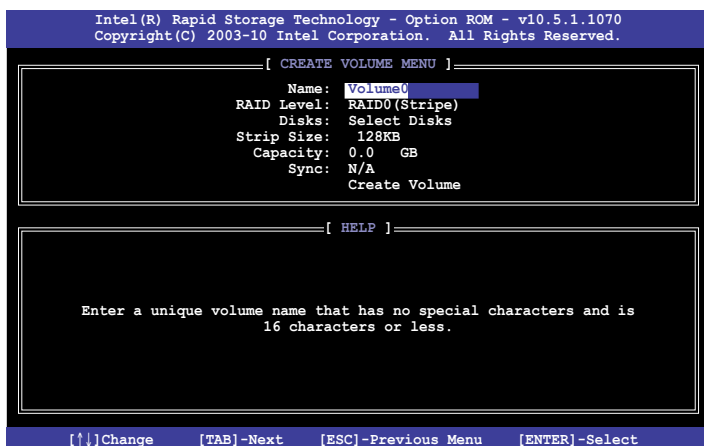 Intel(R) Rapid Storage Technology - Option ROM - v10.5.1.1070
Copyright(C) 2003-10 Intel Corporation. All Rights Reserved.
[ CREATE VOLUME MENU ]
Name: Volume0
RAID Level: RAID0(Stripe)
Disks: Select Disks
Strip Size: 128KB
Capacity: 0.0 GB
Sync: N/A
Create Volume
[ HELP ]
Enter a unique volume name that has no special characters and is
16 characters or less.
[↑↓]Change [TAB]-Next [ESC]-Previous Menu [ENTER]-Select